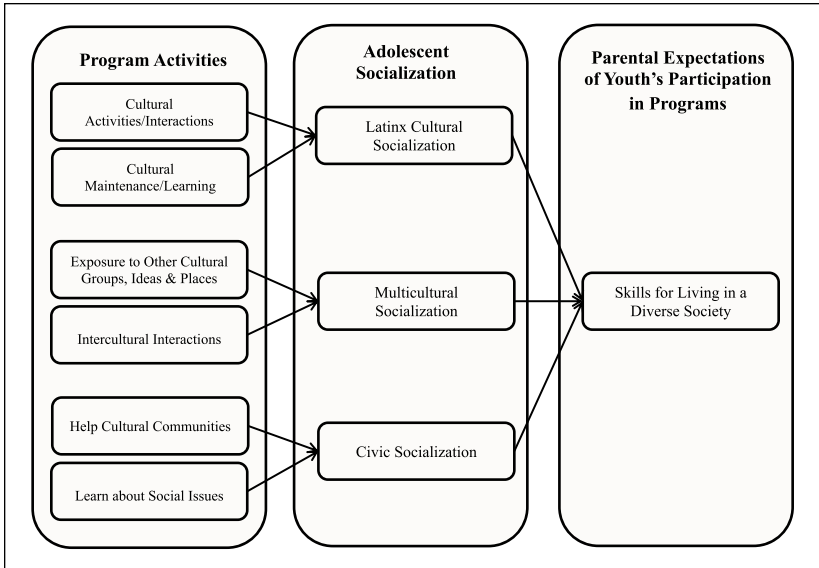 Program Activities
Cultural
Activities/Interactions
Cultural
Maintenance/Learning
Exposure to Other Cultural
Groups, Ideas & Places
Intercultural Interactions
Help Cultural Communities
Learn about Social Issues
Adolescent
Socialization
Latinx Cultural
Socialization
Multicultural
Socialization
Civic Socialization
Parental Expectations
of Youth’s Participation
in Programs
Skills for Living in a
Diverse Society